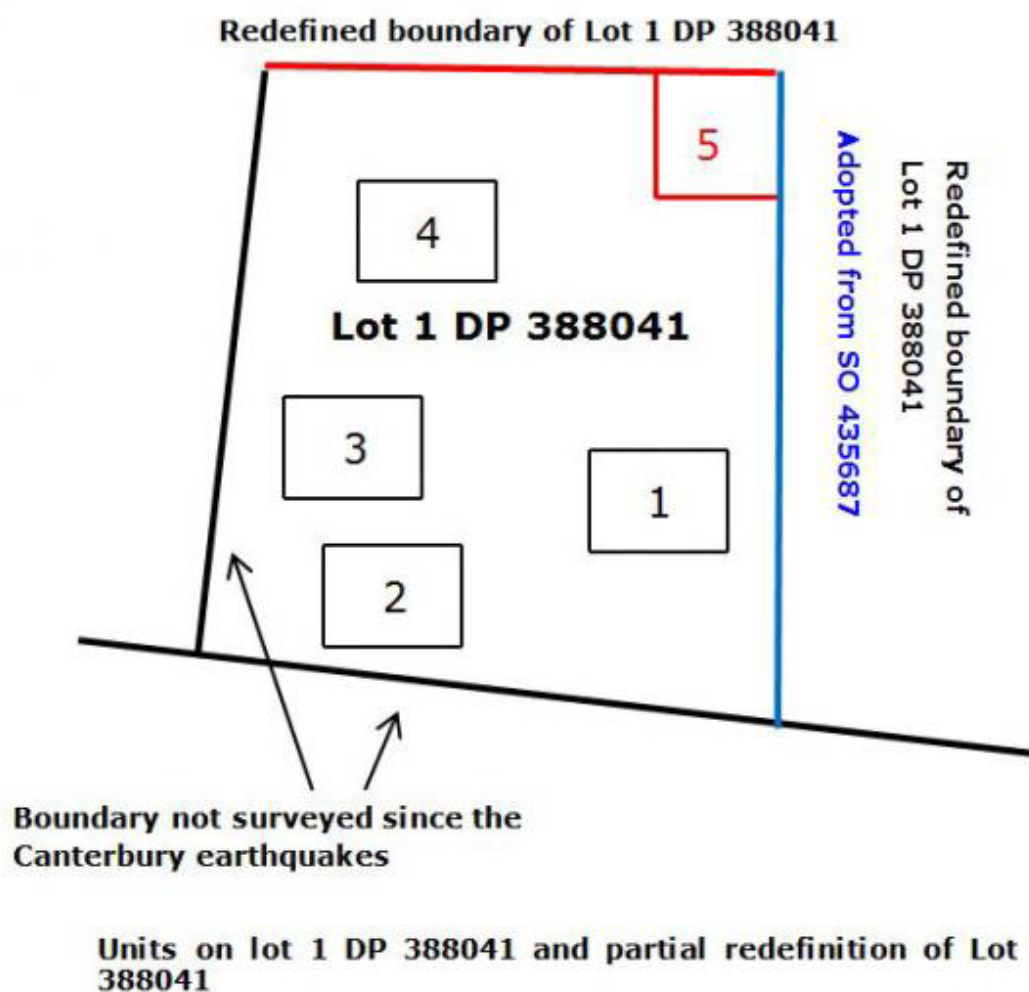 Redefined boundary of Lot 1 DP 388041
5
4
Lot 1 DP 388041
3
1
2
Adopted from SO 435687
Redefined boundary of
Lot 1 DP 388041
Boundary not surveyed since the
Canterbury earthquakes
Units on lot 1 DP 388041 and partial redefinition of Lot
388041